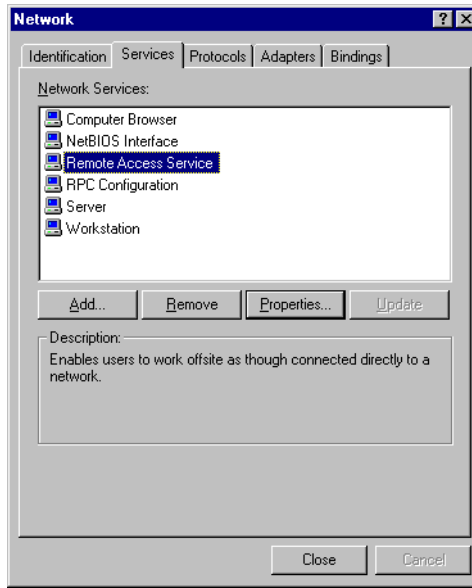 Network
Identification Services Protocols Adapters Bindings
Network Services:
Computer Browser
NetBIOS Interface
Remote Access Service
RPC Configuration
Server
Workstation
Add... Remove Properties... Update
Description:
Enables users to work offsite as though connected directly to a
network.
Close Cancel